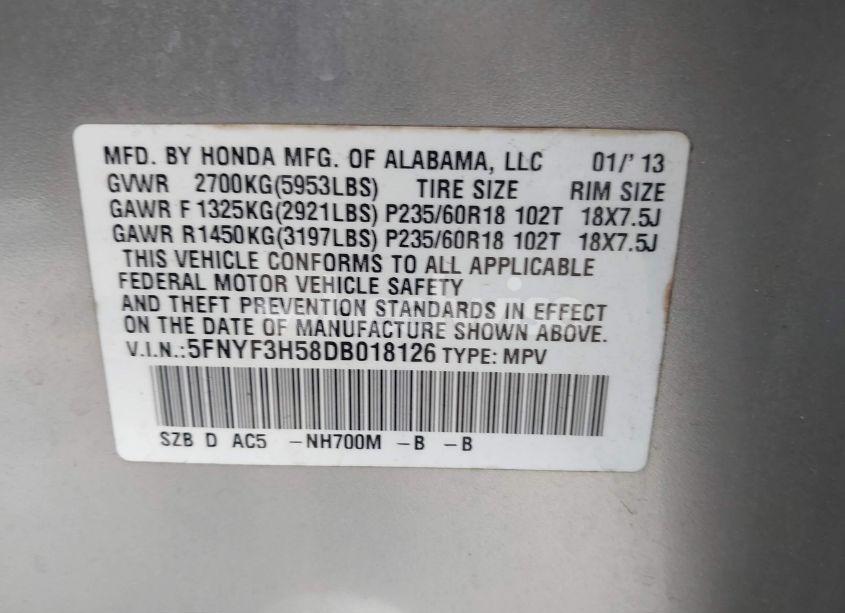 MFD. BY HONDA MFG. OF ALABAMA, LLC 01/'13
GVWR 2700KG(5953LBS) TIRE SIZE RIM SIZE
GAWR F 1325KG(2921LBS) P235/60R18 102T 18X7.5J
GAWR R1450KG(3197LBS) P235/60R18 102T 18X7.5J
THIS VEHICLE CONFORMS TO ALL APPLICABLE
FEDERAL MOTOR VEHICLE SAFETY
AND THEFT PREVENTION STANDARDS IN EFFECT
ON THE DATE OF MANUFACTURE SHOWN ABOVE.
V.I.N.:5FNYF3H58DB018126 TYPE: MPV
SZB D AC5 -NH700M -B -B